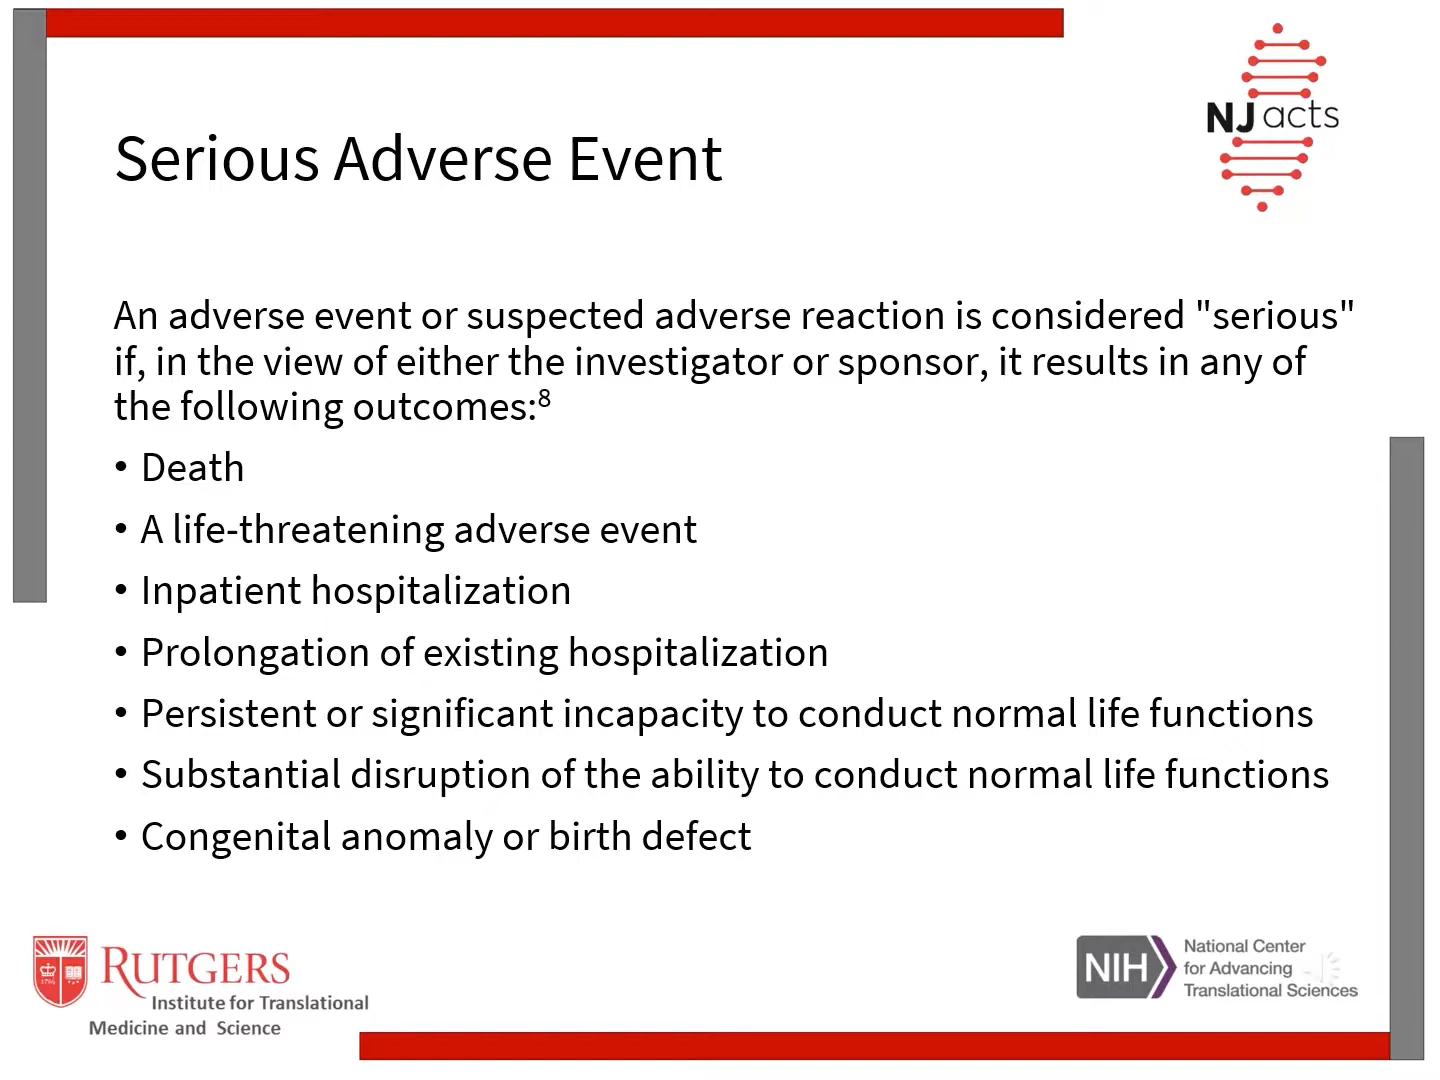 NJ acts
Serious Adverse Event
An adverse event or suspected adverse reaction is considered "serious"
if, in the view of either the investigator or sponsor, it results in any of
the following outcomes:⁸
• Death
• A life-threatening adverse event
• Inpatient hospitalization
• Prolongation of existing hospitalization
• Persistent or significant incapacity to conduct normal life functions
• Substantial disruption of the ability to conduct normal life functions
• Congenital anomaly or birth defect
1766
RUTGERS
Institute for Translational
Medicine and Science
NIH
National Center
for Advancing
Translational Sciences